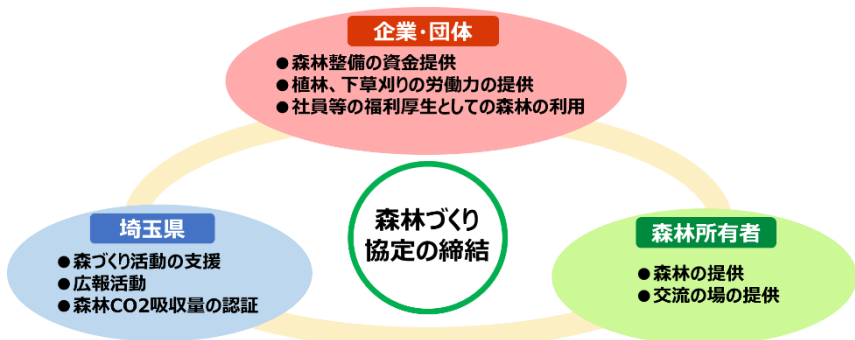 企業・団体
●森林整備の資金提供
●植林、下草刈りの労働力の提供
●社員等の福利厚生としての森林の利用
森林づくり
協定の締結
埼玉県
●森づくり活動の支援
●広報活動
●森林CO2吸収量の認証
森林所有者
●森林の提供
●交流の場の提供